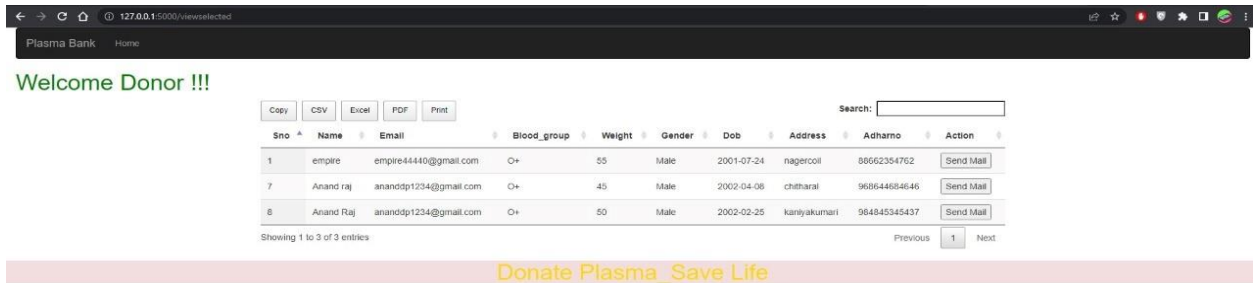 127.0.0.1:5000/viewselected
Plasma Bank Home
Welcome Donor !!!
Copy CSV Excel PDF Print Search:
Sno Name Email Blood_group Weight Gender Dob Address Adharno Action
1 empire empire44440@gmail.com O+ 55 Male 2001-07-24 nagercoil 88662354762 Send Mail
7 Anand raj ananddp1234@gmail.com O+ 45 Male 2002-04-08 chitharal 968644684646 Send Mail
8 Anand Raj ananddp1234@gmail.com O+ 50 Male 2002-02-25 kaniyakumari 984845345437 Send Mail
Showing 1 to 3 of 3 entries Previous 1 Next
Donate Plasma_Save Life